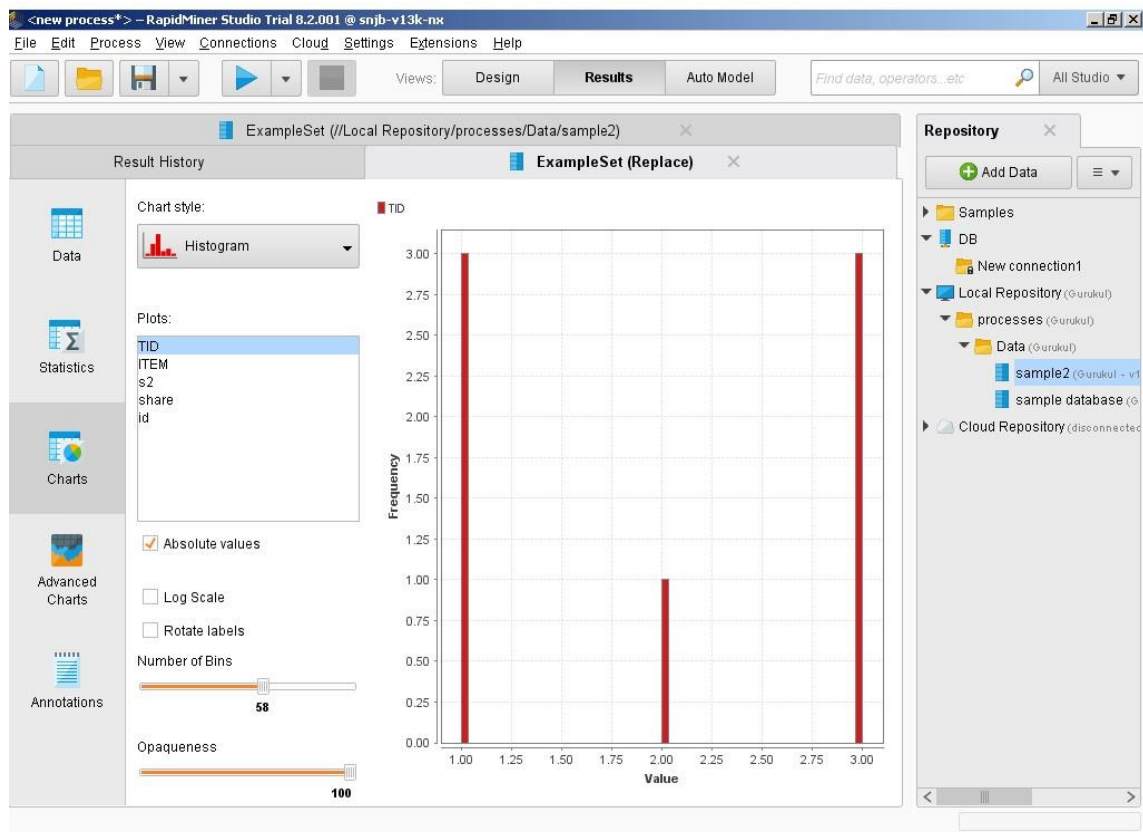 <new process*> – RapidMiner Studio Trial 8.2.001 @ snjb-v13k-nx
File Edit Process View Connections Cloud Settings Extensions Help
Views: Design Results Auto Model Find data, operators...etc All Studio
ExampleSet (//Local Repository/processes/Data/sample2)
Result History ExampleSet (Replace)
Data
Statistics
Charts
Advanced
Charts
Annotations
Chart style:
Histogram
Plots:
TID
ITEM
s2
share
id
Absolute values
Log Scale
Rotate labels
Number of Bins
58
Opaqueness
100
TID
Frequency
3.00
2.75
2.50
2.25
2.00
1.75
1.50
1.25
1.00
0.75
0.50
0.25
0.00
1.00 1.25 1.50 1.75 2.00 2.25 2.50 2.75 3.00
Value
Repository
Add Data
Samples
DB
New connection1
Local Repository (Gurukul)
processes (Gurukul)
Data (Gurukul)
sample2 (Gurukul - v1
sample database (G
Cloud Repository (disconnected